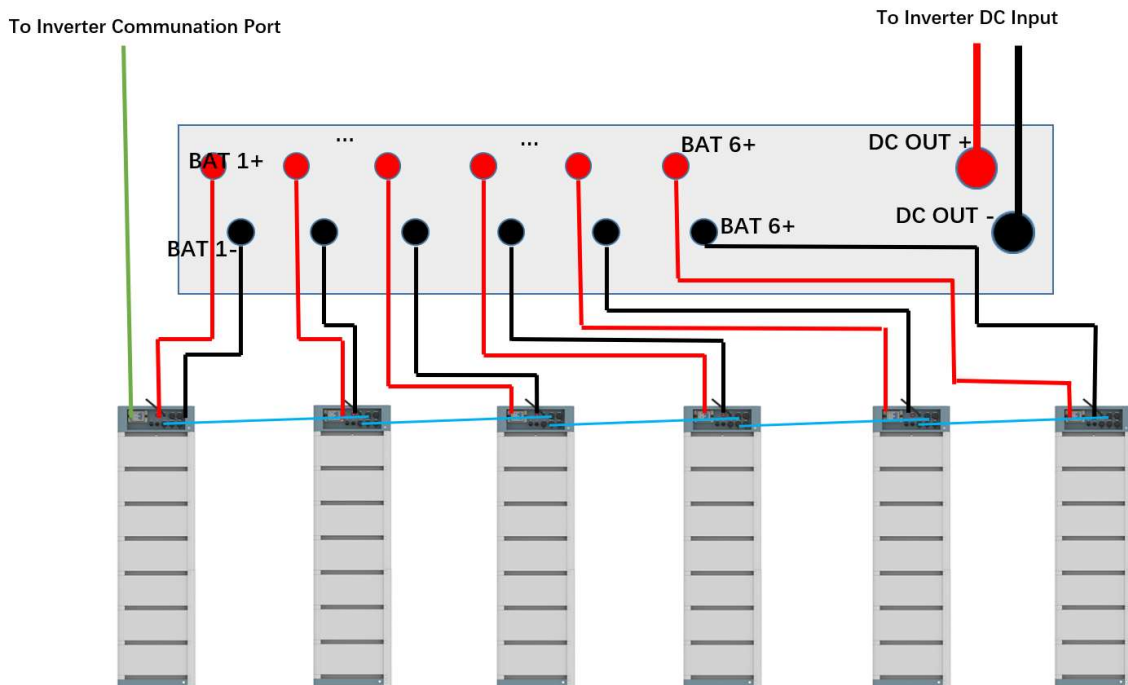 To Inverter Communation Port
To Inverter DC Input
...
...
BAT 1+
BAT 6+
DC OUT +
BAT 1-
BAT 6+
DC OUT -